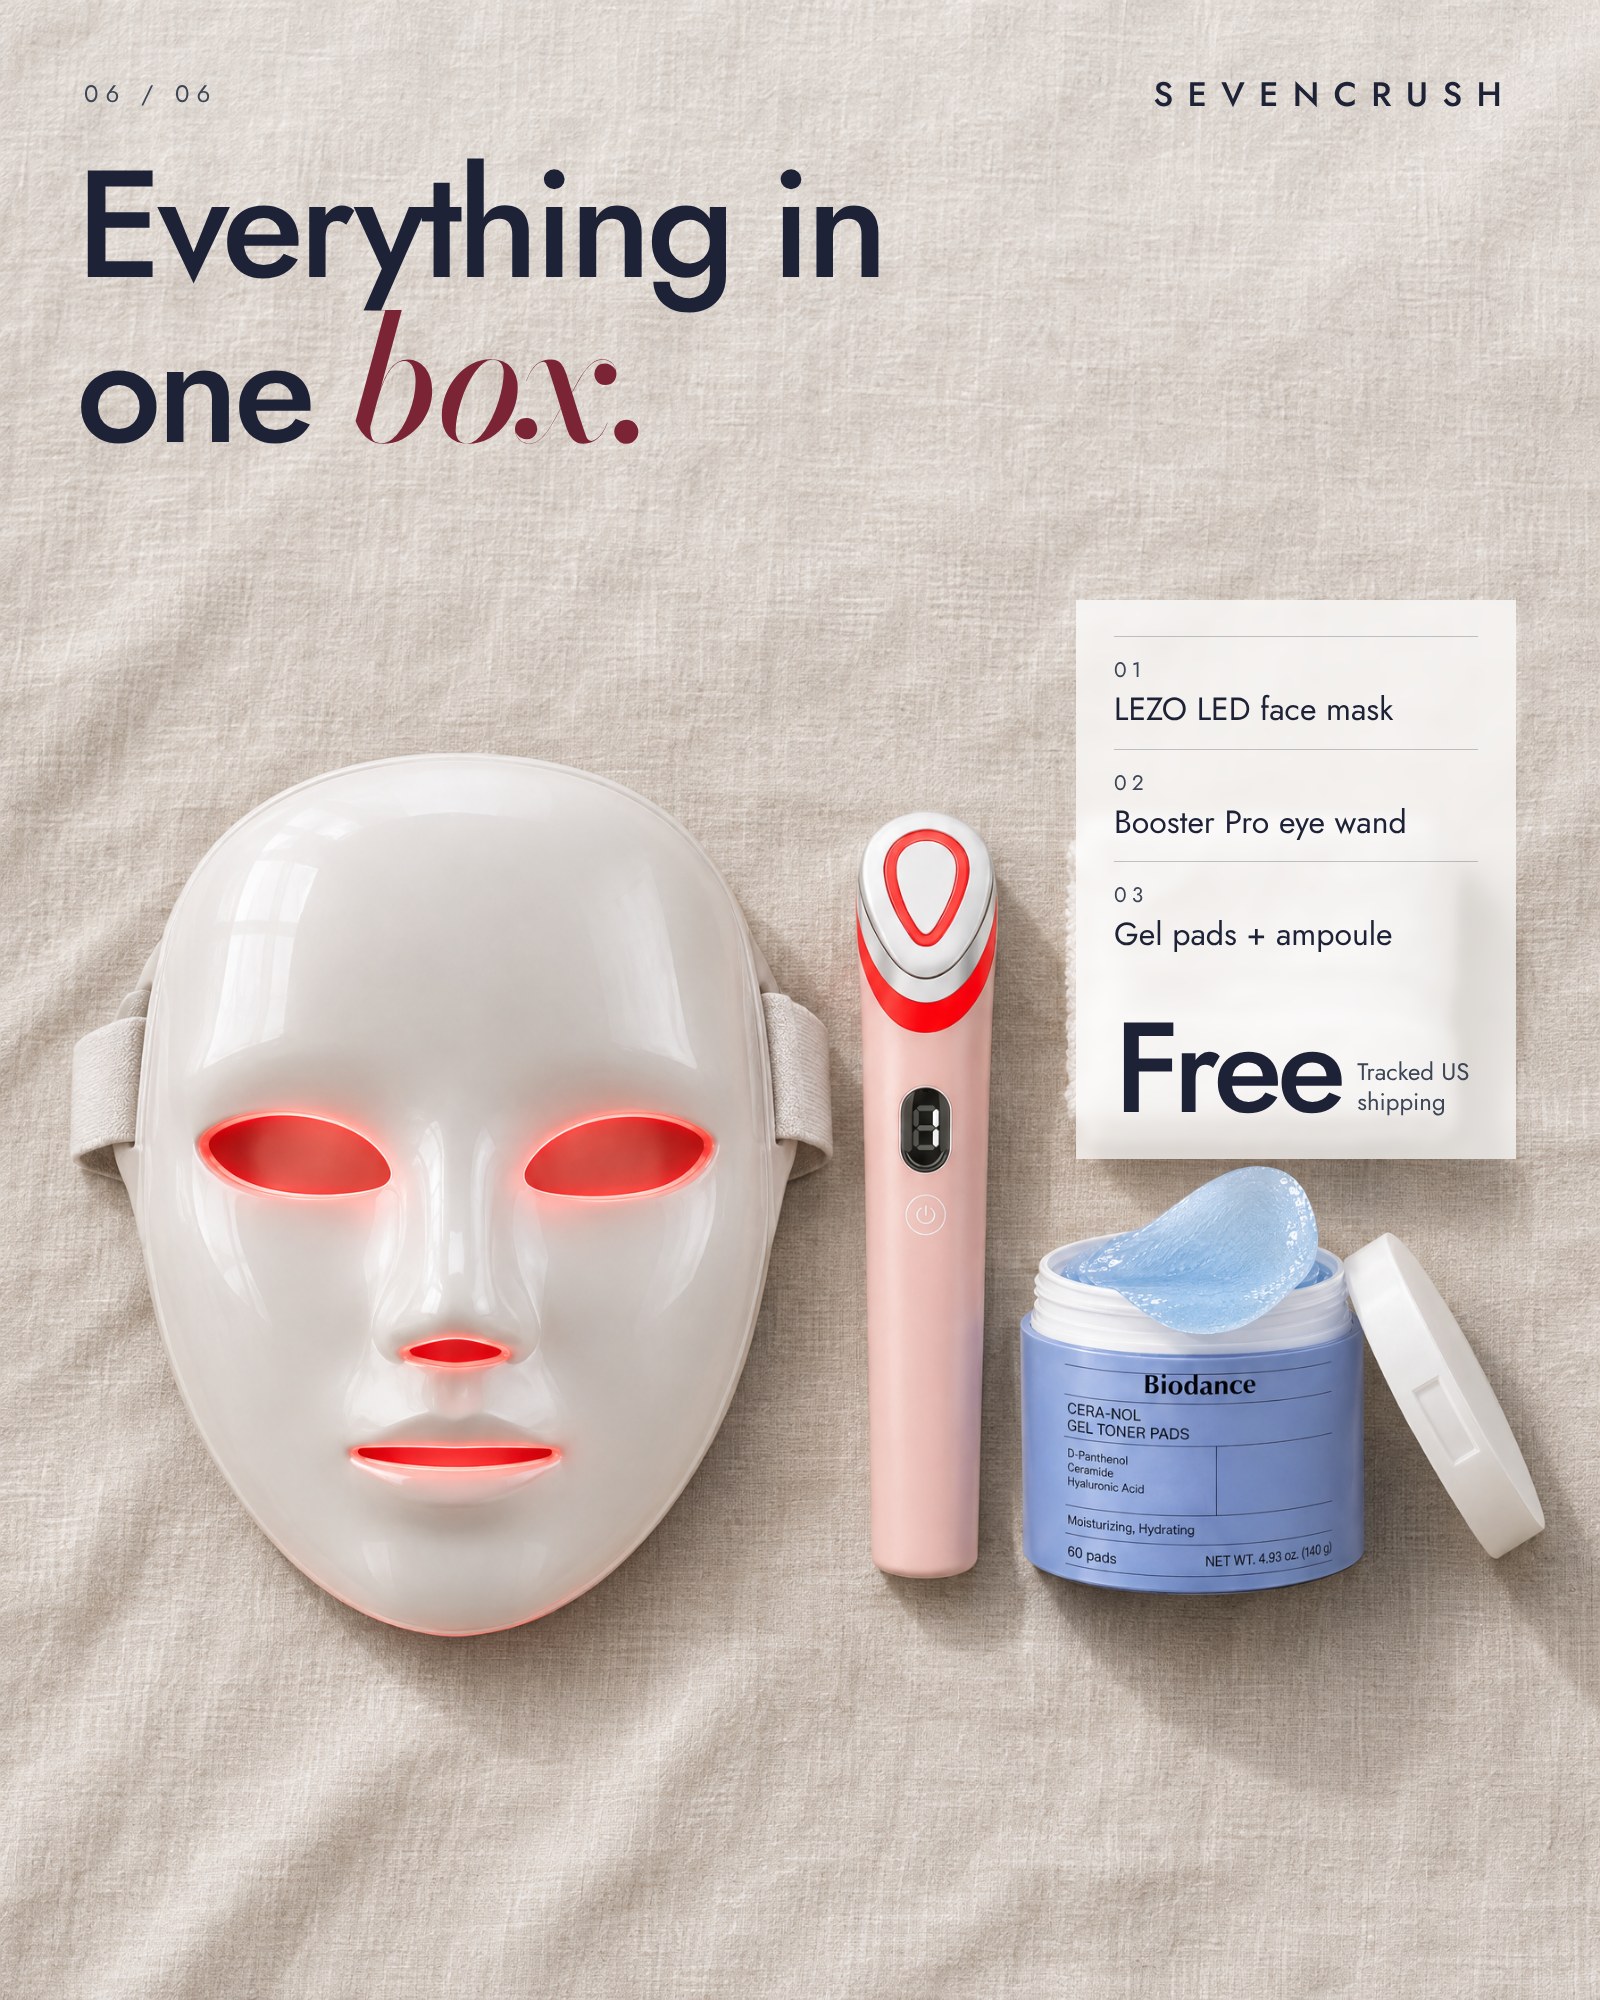 06 / 06
SEVENCRUSH
Everything in
one box.
01
LEZO LED face mask
02
Booster Pro eye wand
03
Gel pads + ampoule
Free
Tracked US
shipping
1
Biodance
CERA-NOL
GEL TONER PADS
D-Panthenol
Ceramide
Hyaluronic Acid
Moisturizing, Hydrating
60 pads
NET WT. 4.93 oz. (140 g)